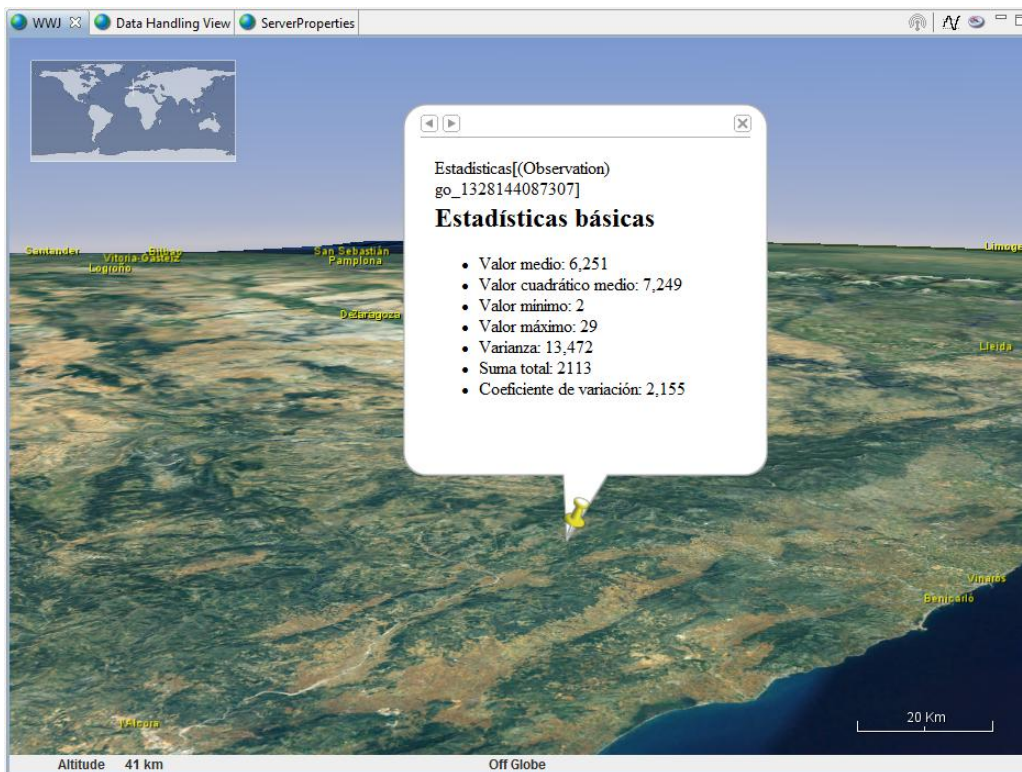 WWJ Data Handling View ServerProperties
Estadisticas[(Observation)
go_1328144087307]
Estadísticas básicas
Valor medio: 6,251
Valor cuadrático medio: 7,249
Valor mínimo: 2
Valor máximo: 29
Varianza: 13,472
Suma total: 2113
Coeficiente de variación: 2,155
Santander
Bilbao
Vitoria-Gasteiz
Logroño
San Sebastián
Pamplona
Limoge
Zaragoza
Lleida
Vinaròs
Benicarló
l'Alcora
20 Km
Altitude 41 km Off Globe